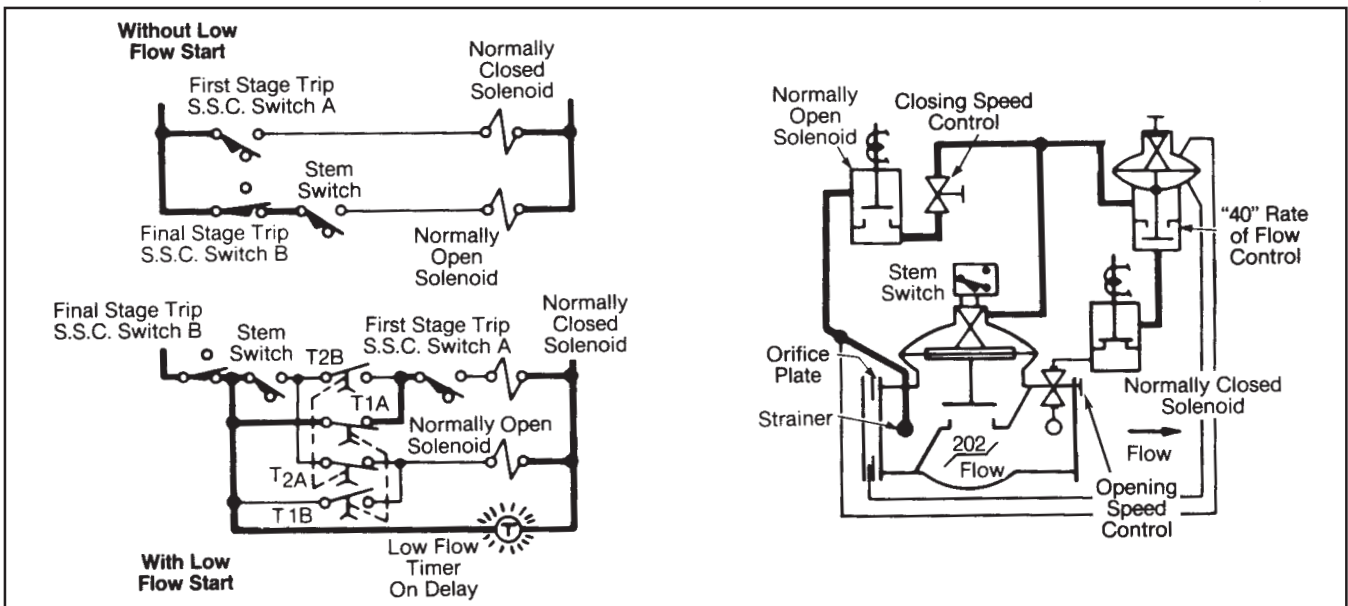 Without Low
Flow Start
First Stage Trip
S.S.C. Switch A
Normally
Closed
Solenoid
Stem
Switch
Final Stage Trip
S.S.C. Switch B
Normally
Open
Solenoid
Final Stage Trip
S.S.C. Switch B
Stem
Switch
T2B
First Stage Trip
S.S.C. Switch A
Normally
Closed
Solenoid
T1A
Normally Open
Solenoid
T2A
T1B
T
With Low
Flow Start
Low Flow
Timer
On Delay
Normally
Open
Solenoid
Closing Speed
Control
"40" Rate
of Flow
Control
Stem
Switch
Orifice
Plate
Strainer
202
Flow
Normally Closed
Solenoid
Flow
Opening
Speed
Control